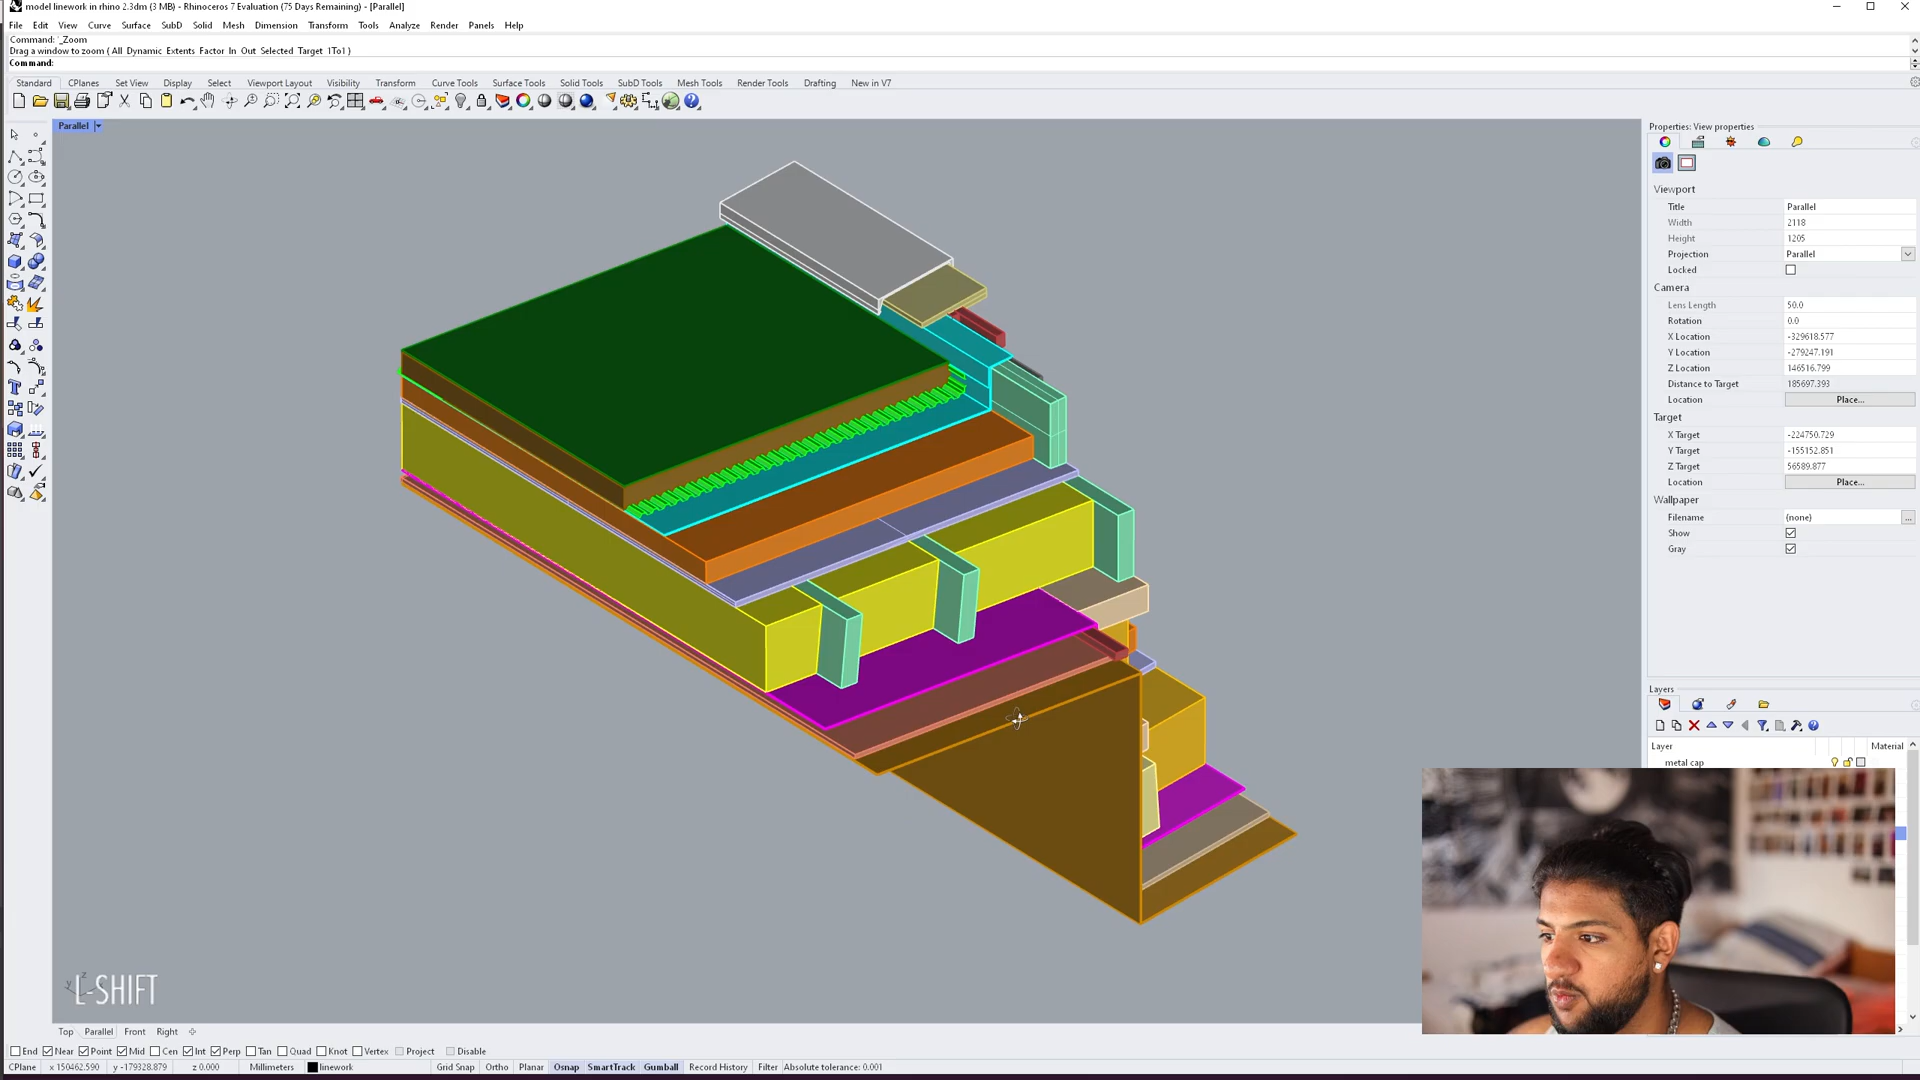 model linework in rhino 2.3dm (3 MB) - Rhinoceros 7 Evaluation (75 Days Remaining) - [Parallel]
File Edit View Curve Surface SubD Solid Mesh Dimension Transform Tools Analyze Render Panels Help
Command: '_Zoom
Drag a window to zoom ( All Dynamic Extents Factor In Out Selected Target 1To1 )
Command:
Standard CPlanes Set View Display Select Viewport Layout Visibility Transform Curve Tools Surface Tools Solid Tools SubD Tools Mesh Tools Render Tools Drafting New in V7
Parallel
Properties: View properties
Viewport
Title Parallel
Width 2118
Height 1205
Projection Parallel
Locked
Camera
Lens Length 50.0
Rotation 0.0
X Location -329618.577
Y Location -279247.191
Z Location 146516.799
Distance to Target 185697.393
Location Place...
Target
X Target -224750.729
Y Target -155152.851
Z Target 56589.877
Location Place...
Wallpaper
Filename (none) ...
Show
Gray
Layers
Layer Material
metal cap
L-SHIFT
Top Parallel Front Right
End Near Point Mid Cen Int Perp Tan Quad Knot Vertex Project Disable
CPlane x 150462.590 y -179328.879 z 0.000 Millimeters linework Grid Snap Ortho Planar Osnap SmartTrack Gumball Record History Filter Absolute tolerance: 0.001